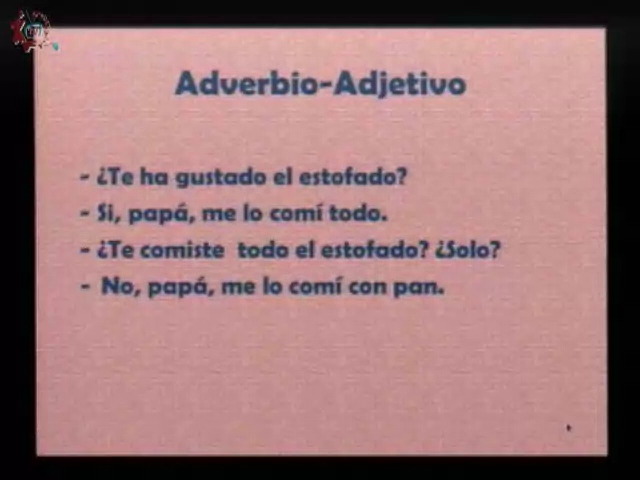 Adverbio-Adjetivo
- ¿Te ha gustado el estofado?
- Si, papá, me lo comí todo.
- ¿Te comiste todo el estofado? ¿Solo?
- No, papá, me lo comí con pan.